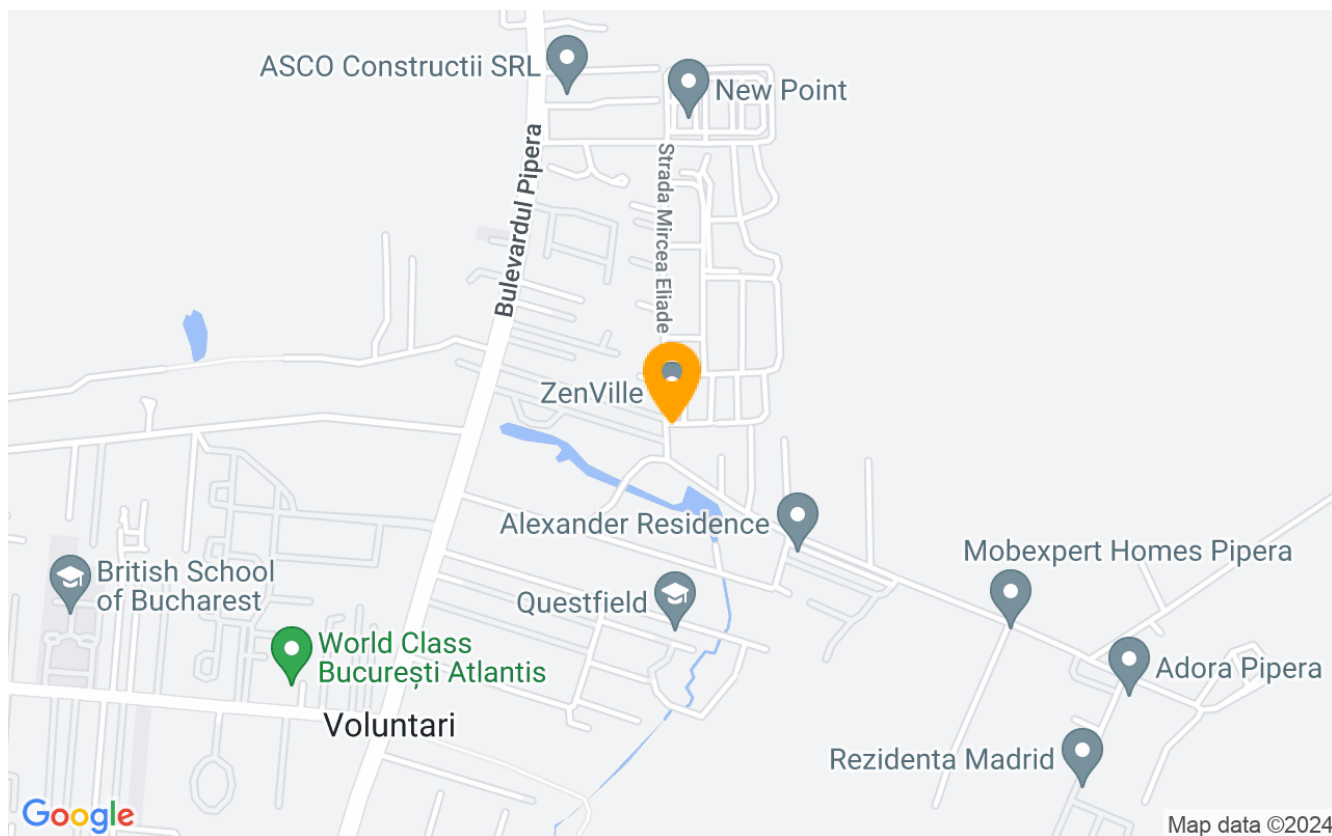 ASCO Constructii SRL
New Point
Bulevardul Pipera
Strada Mircea Eliade
ZenVille
Alexander Residence
Mobexpert Homes Pipera
British School
of Bucharest
Questfield
World Class
București Atlantis
Adora Pipera
Voluntari
Rezidenta Madrid
Google
Map data ©2024